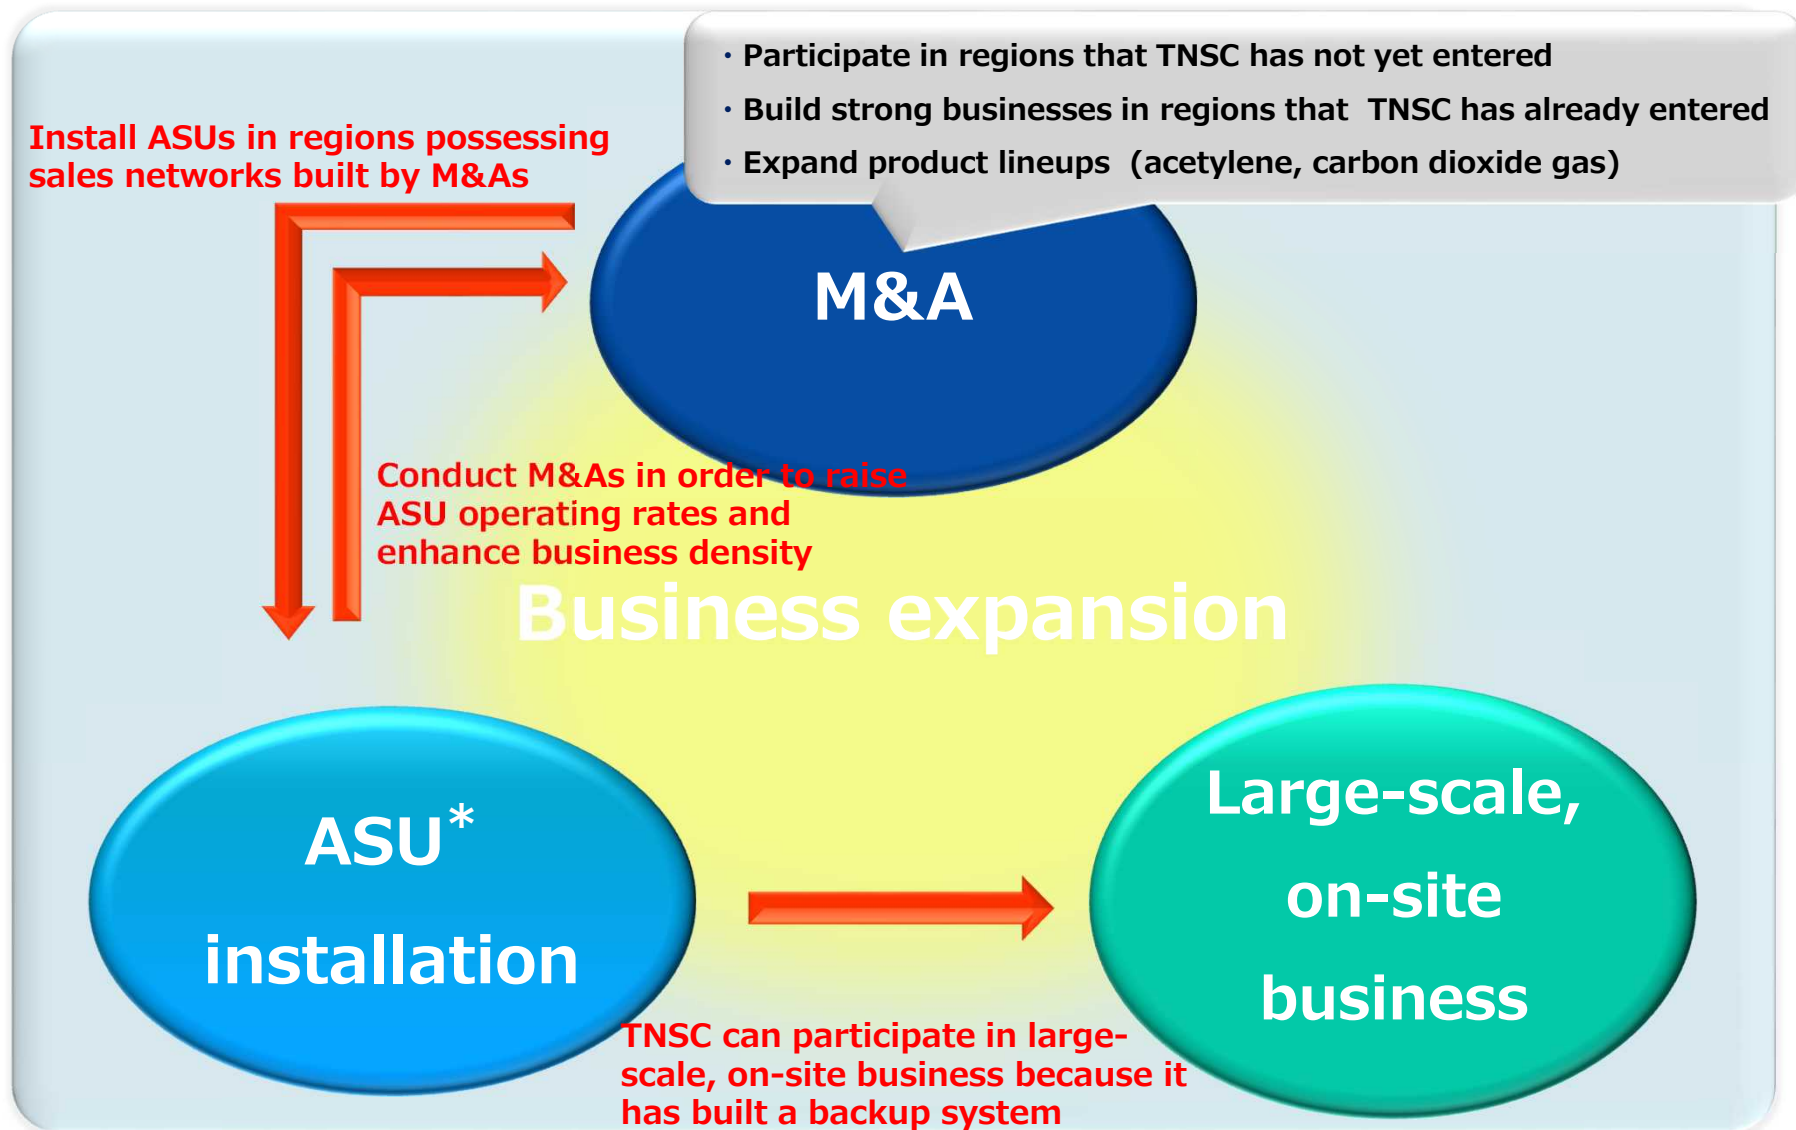 ・Participate in regions that TNSC has not yet entered
・Build strong businesses in regions that TNSC has already entered
・Expand product lineups (acetylene, carbon dioxide gas)
Install ASUs in regions possessing
sales networks built by M&As
M&A
Conduct M&As in order to raise
ASU operating rates and
enhance business density
Business expansion
ASU*
installation
Large-scale,
on-site
business
TNSC can participate in large-
scale, on-site business because it
has built a backup system